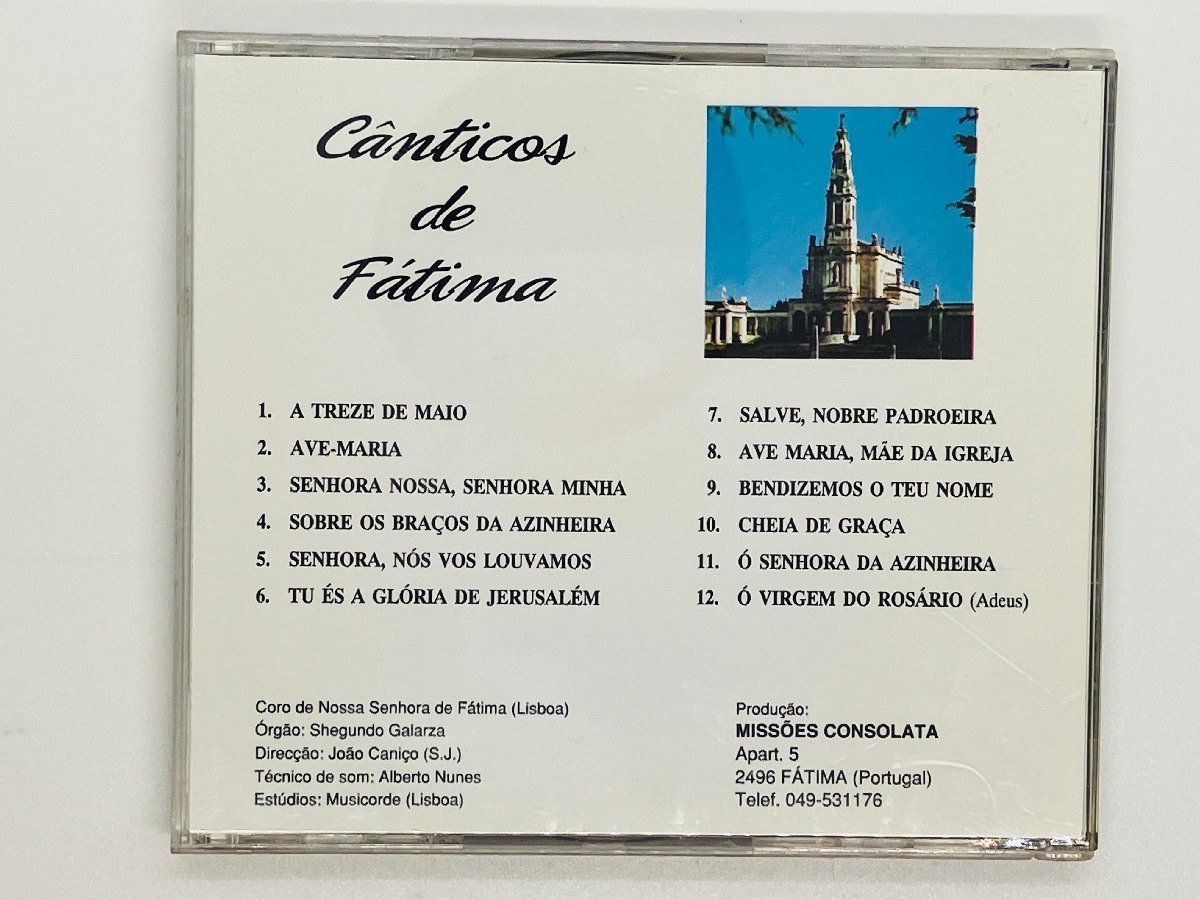 Cânticos
de
Fátima
1. A TREZE DE MAIO
2. AVE-MARIA
3. SENHORA NOSSA, SENHORA MINHA
4. SOBRE OS BRAÇOS DA AZINHEIRA
5. SENHORA, NÓS VOS LOUVAMOS
6. TU ÉS A GLÓRIA DE JERUSALÉM
7. SALVE, NOBRE PADROEIRA
8. AVE MARIA, MÃE DA IGREJA
9. BENDIZEMOS O TEU NOME
10. CHEIA DE GRAÇA
11. Ó SENHORA DA AZINHEIRA
12. Ó VIRGEM DO ROSÁRIO (Adeus)
Coro de Nossa Senhora de Fátima (Lisboa)
Órgão: Shegundo Galarza
Direcção: João Caniço (S.J.)
Técnico de som: Alberto Nunes
Estúdios: Musicorde (Lisboa)
Produção:
MISSÕES CONSOLATA
Apart. 5
2496 FÁTIMA (Portugal)
Telef. 049-531176